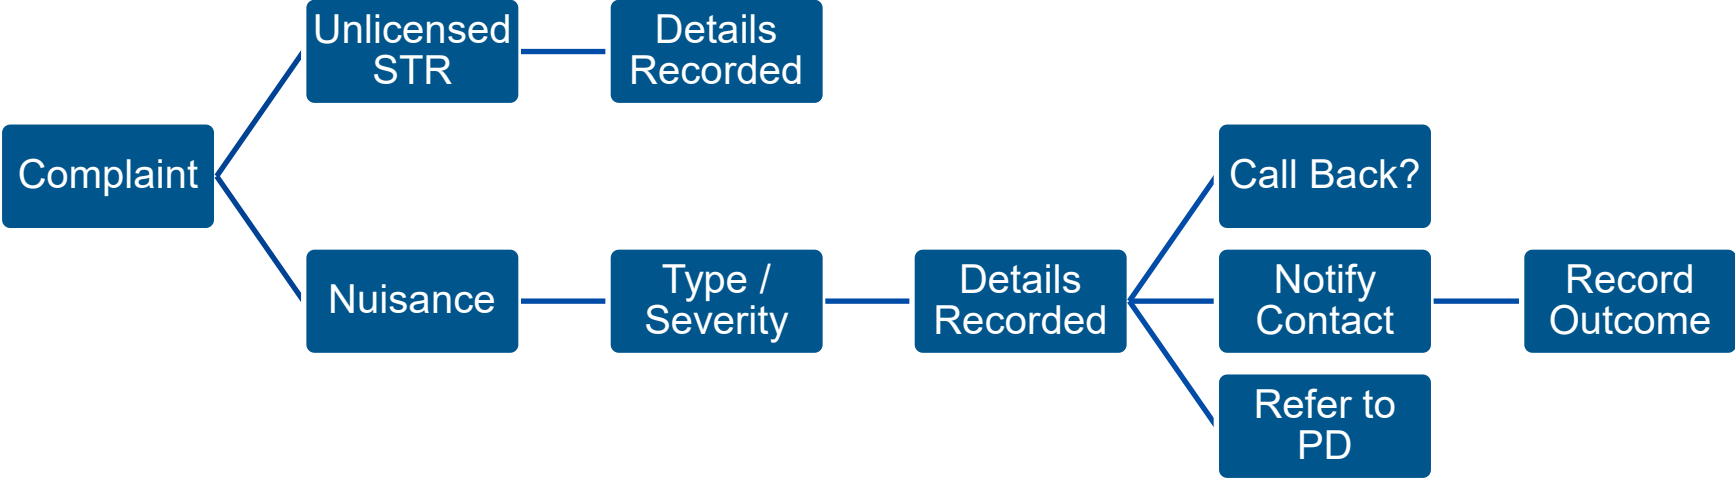 Unlicensed
STR
Details
Recorded
Complaint
Call Back?
Nuisance
Type /
Severity
Details
Recorded
Notify
Contact
Record
Outcome
Refer to
PD